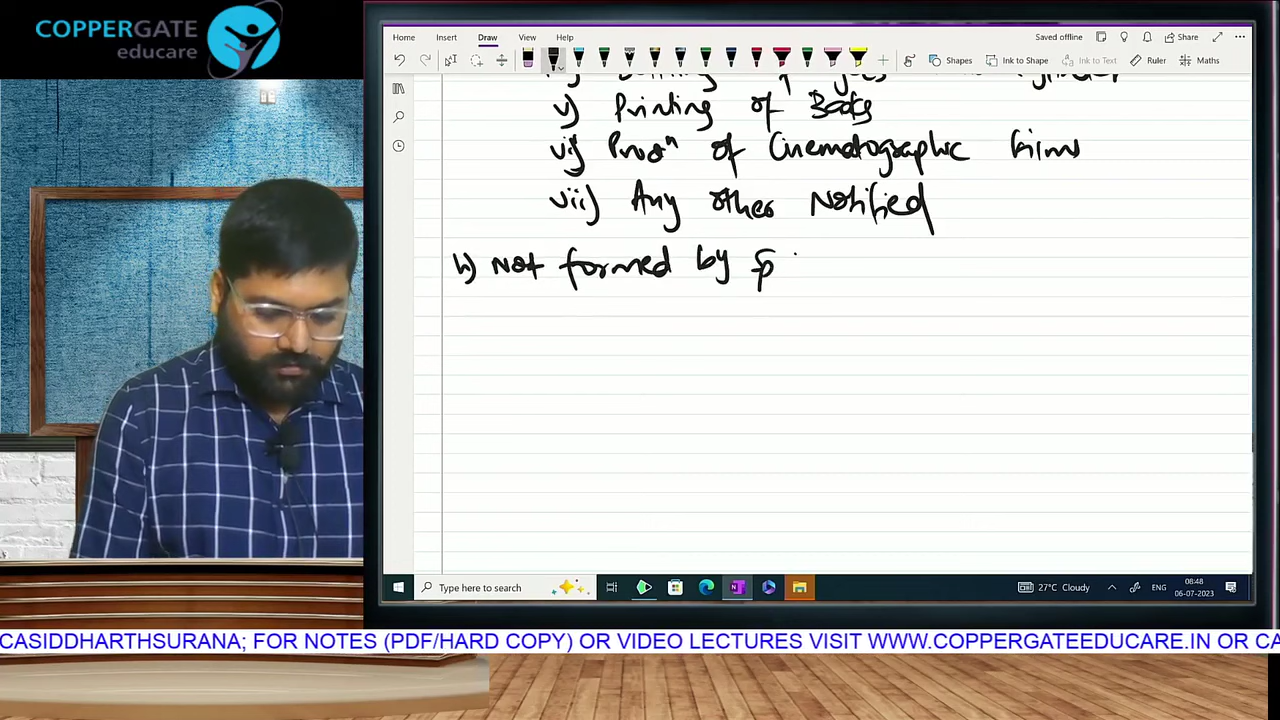 COPPERGATE
educare
Home Insert Draw View Help
Saved offline Share
Shapes Ink to Shape Ink to Text Ruler Maths
v) Printing of Books
vi) Prodn of Cinematographic films
vii) Any other Notified
h) Not formed by
Type here to search
27°C Cloudy ENG 08:48
06-07-2023
CASIDDHARTHSURANA; FOR NOTES (PDF/HARD COPY) OR VIDEO LECTURES VISIT WWW.COPPERGATEEDUCARE.IN OR CA